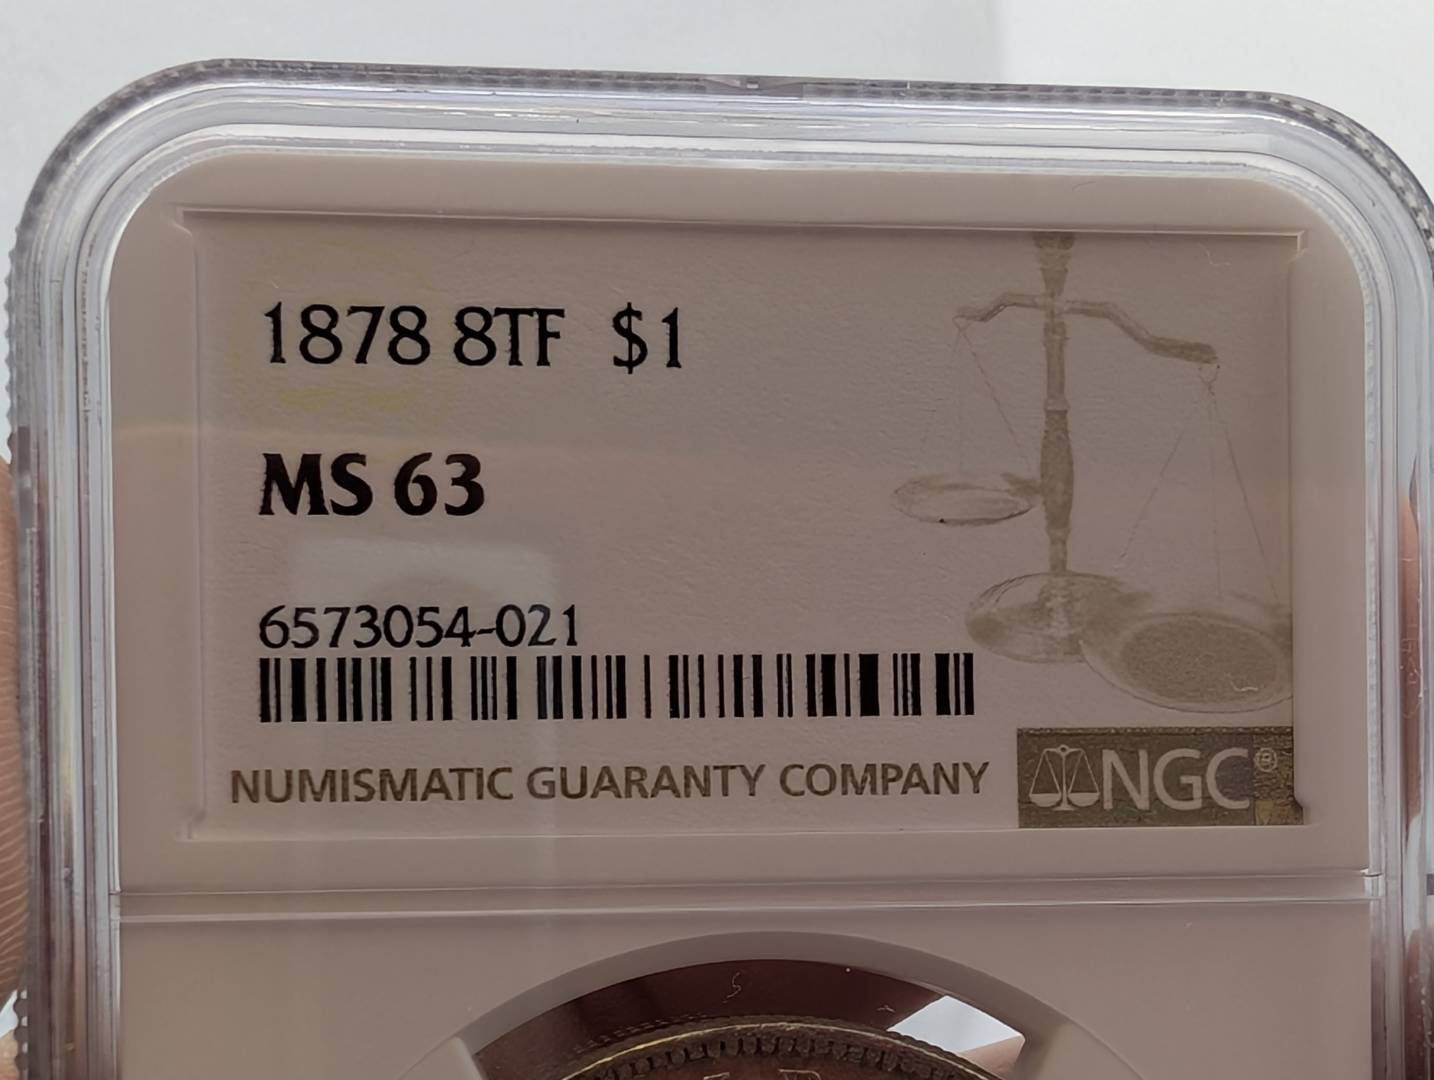 1878 8TF $1
MS 63
6573054-021
NUMISMATIC GUARANTY COMPANY
NGC®